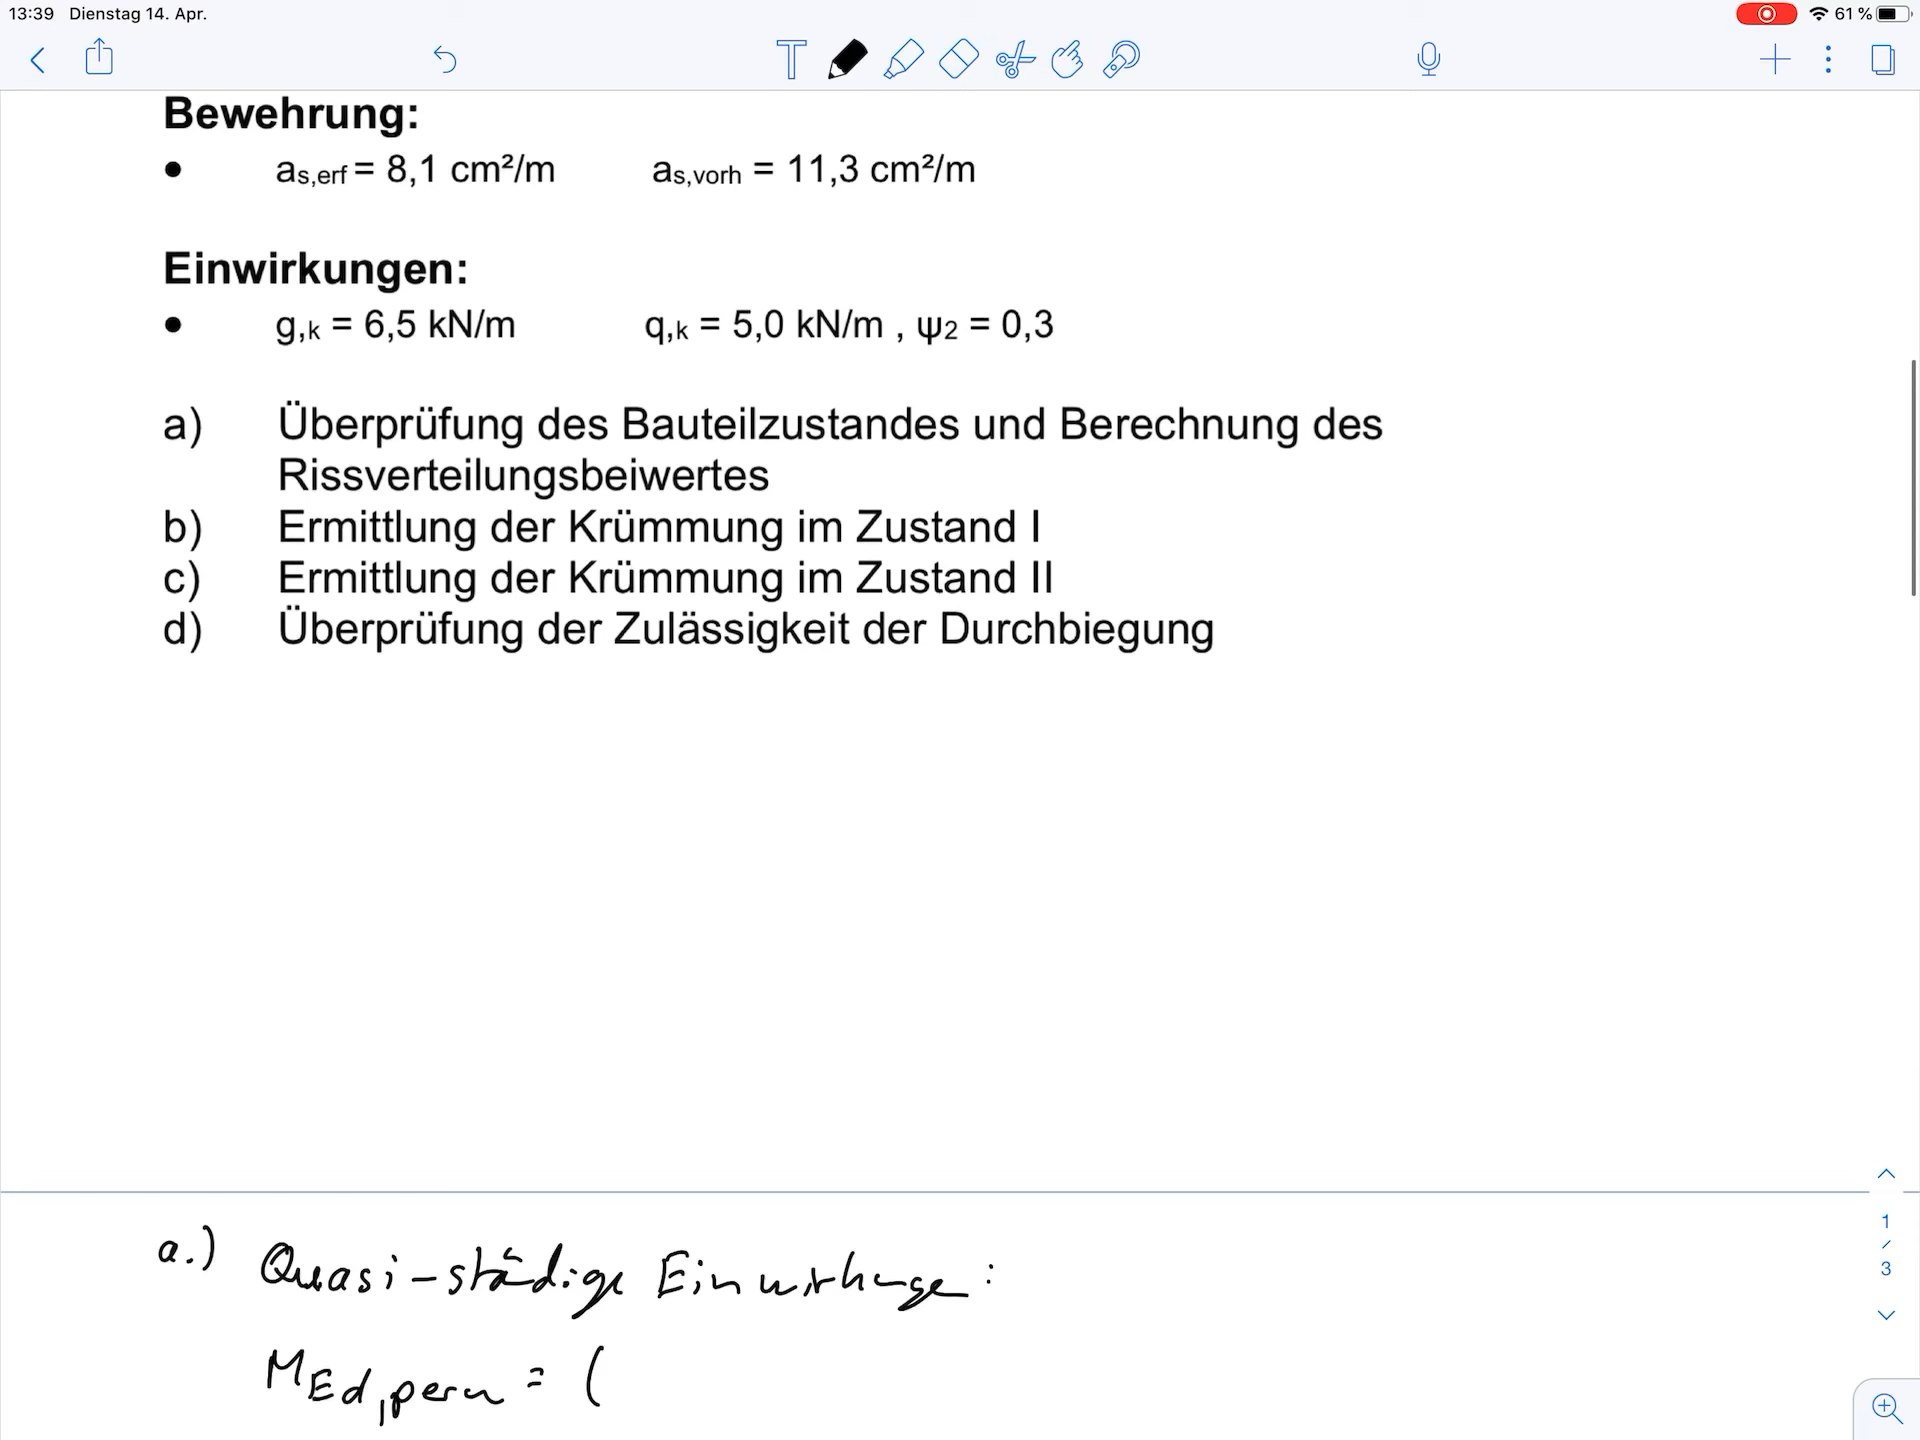 13:39 Dienstag 14. Apr.
61 %
Bewehrung:
• as,erf = 8,1 cm²/m as,vorh = 11,3 cm²/m
Einwirkungen:
• g,k = 6,5 kN/m q,k = 5,0 kN/m , ψ2 = 0,3
a) Überprüfung des Bauteilzustandes und Berechnung des
Rissverteilungsbeiwertes
b) Ermittlung der Krümmung im Zustand I
c) Ermittlung der Krümmung im Zustand II
d) Überprüfung der Zulässigkeit der Durchbiegung
1
/
3
a.) Quasi-städige Einwirkungen:
MEd,perm = (